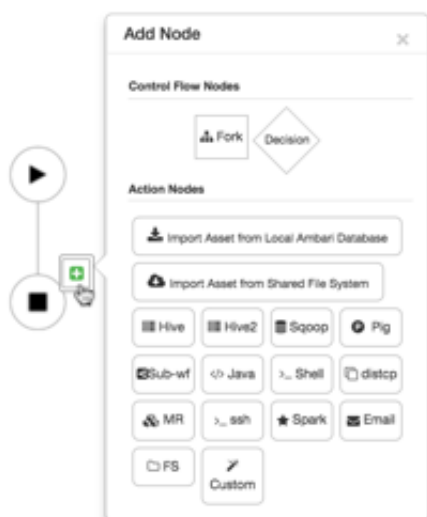 Add Node
Control Flow Nodes
Fork
Decision
Action Nodes
Import Asset from Local Ambari Database
Import Asset from Shared File System
Hive
Hive2
Sqoop
Pig
Sub-wf
</> Java
>_ Shell
distcp
MR
>_ ssh
Spark
Email
FS
Custom